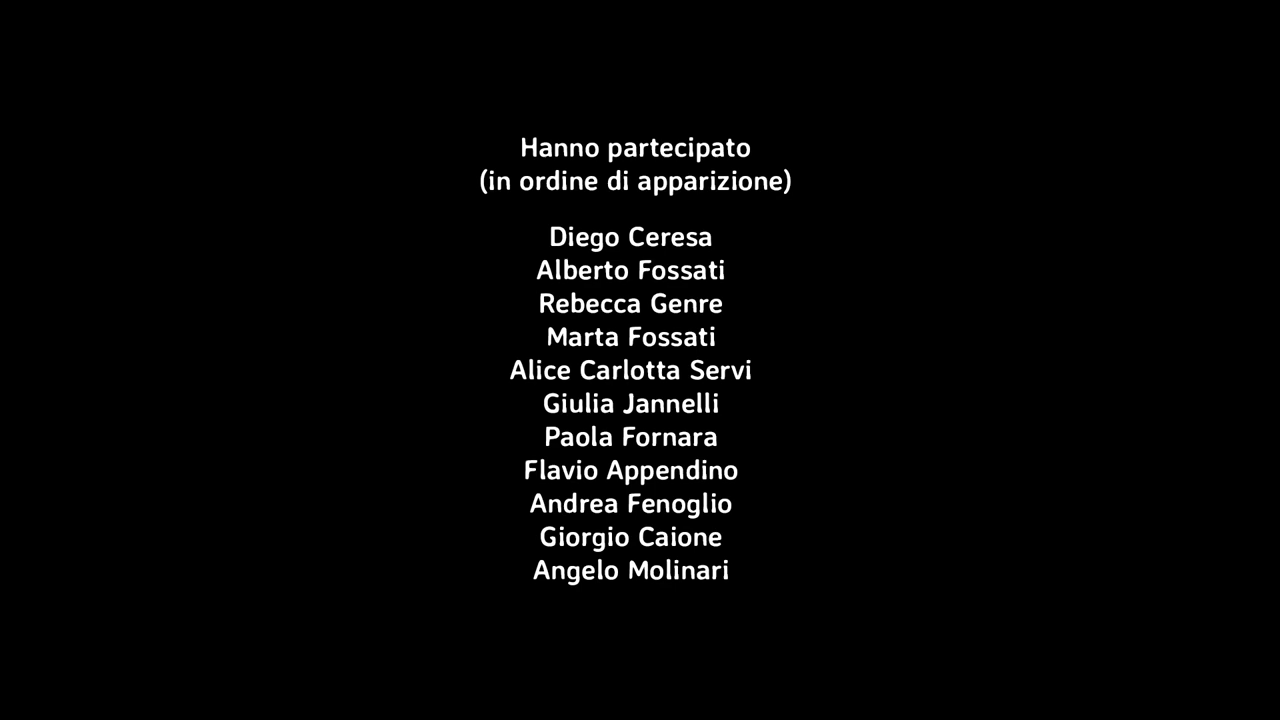 Hanno partecipato
(in ordine di apparizione)
Diego Ceresa
Alberto Fossati
Rebecca Genre
Marta Fossati
Alice Carlotta Servi
Giulia Jannelli
Paola Fornara
Flavio Appendino
Andrea Fenoglio
Giorgio Caione
Angelo Molinari